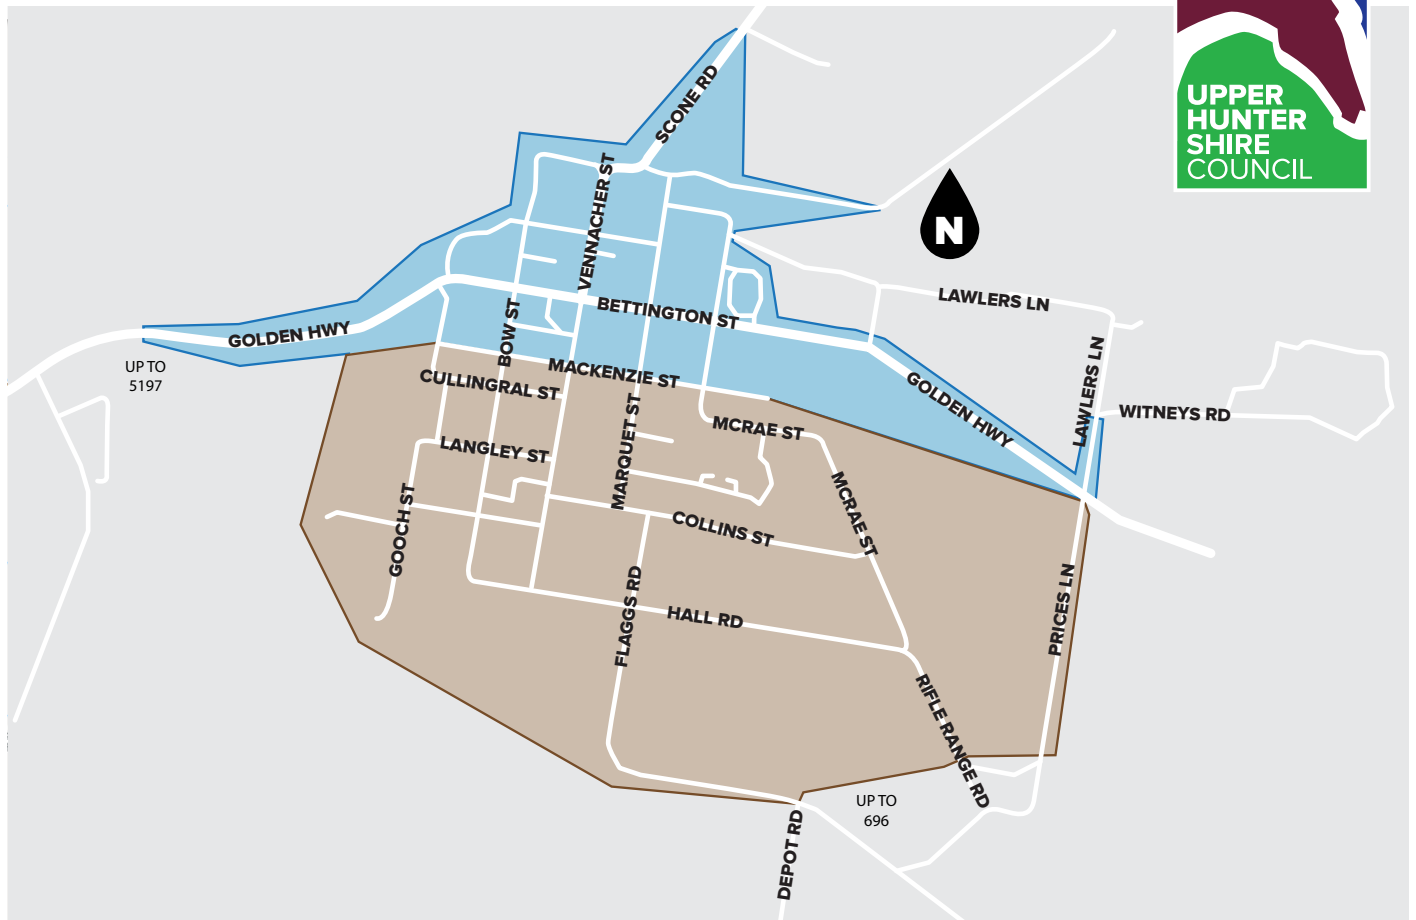 UPPER
HUNTER
SHIRE
COUNCIL
SCONE RD
VENNACHER ST
N
LAWLERS LN
BETTINGTON ST
GOLDEN HWY
BOW ST
UP TO
5197
MACKENZIE ST
CULLINGRAL ST
GOLDEN HWY
LAWLERS LN
WITNEYS RD
MCRAE ST
MARQUET ST
LANGLEY ST
GOOCH ST
MCRAE ST
COLLINS ST
PRICES LN
FLAGGS RD
HALL RD
RIFLE RANGE RD
UP TO
696
DEPOT RD